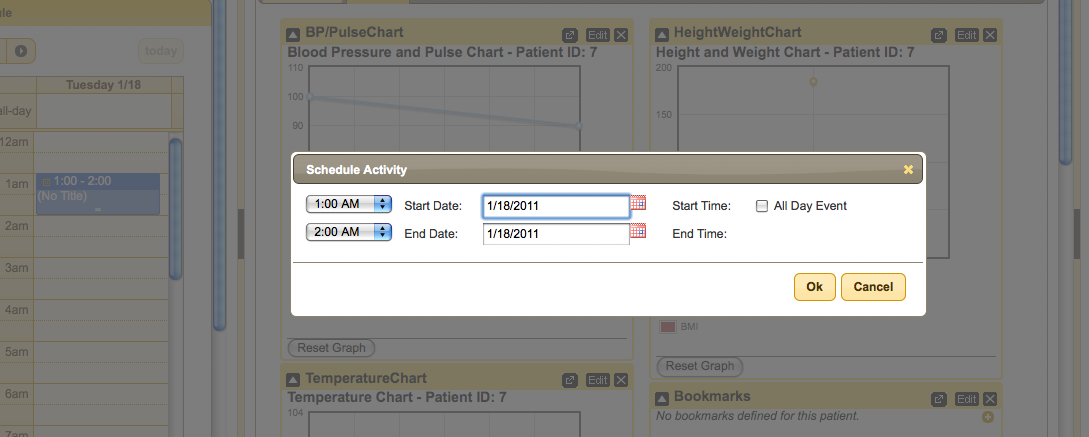 ule
today
Tuesday 1/18
all-day
12am
1am
1:00 - 2:00
(No Title)
2am
3am
4am
5am
6am
7am
BP/PulseChart
Edit
Blood Pressure and Pulse Chart - Patient ID: 7
110
100
90
Reset Graph
HeightWeightChart
Edit
Height and Weight Chart - Patient ID: 7
200
150
BMI
Reset Graph
Schedule Activity
1:00 AM Start Date: 1/18/2011 Start Time: All Day Event
2:00 AM End Date: 1/18/2011 End Time:
Ok Cancel
TemperatureChart
Edit
Temperature Chart - Patient ID: 7
104
Bookmarks
Edit
No bookmarks defined for this patient.